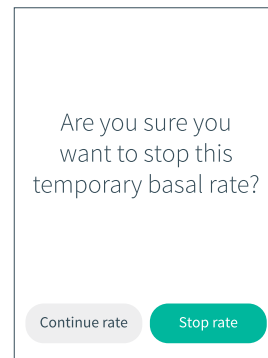 Are you sure you
want to stop this
temporary basal rate?
Continue rate
Stop rate